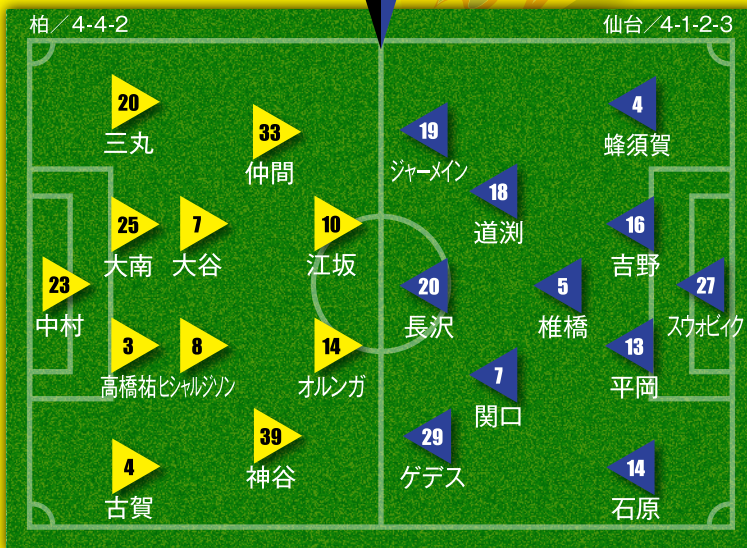 柏／4-4-2
仙台／4-1-2-3
20
三丸
33
仲間
25
大南
7
大谷
10
江坂
23
中村
3
高橋祐
8
ヒシャルジソン
14
オルンガ
39
神谷
4
古賀
19
ジャーメイン
4
蜂須賀
18
道渕
16
吉野
20
長沢
5
椎橋
27
スウォビィク
13
平岡
7
関口
29
ゲデス
14
石原